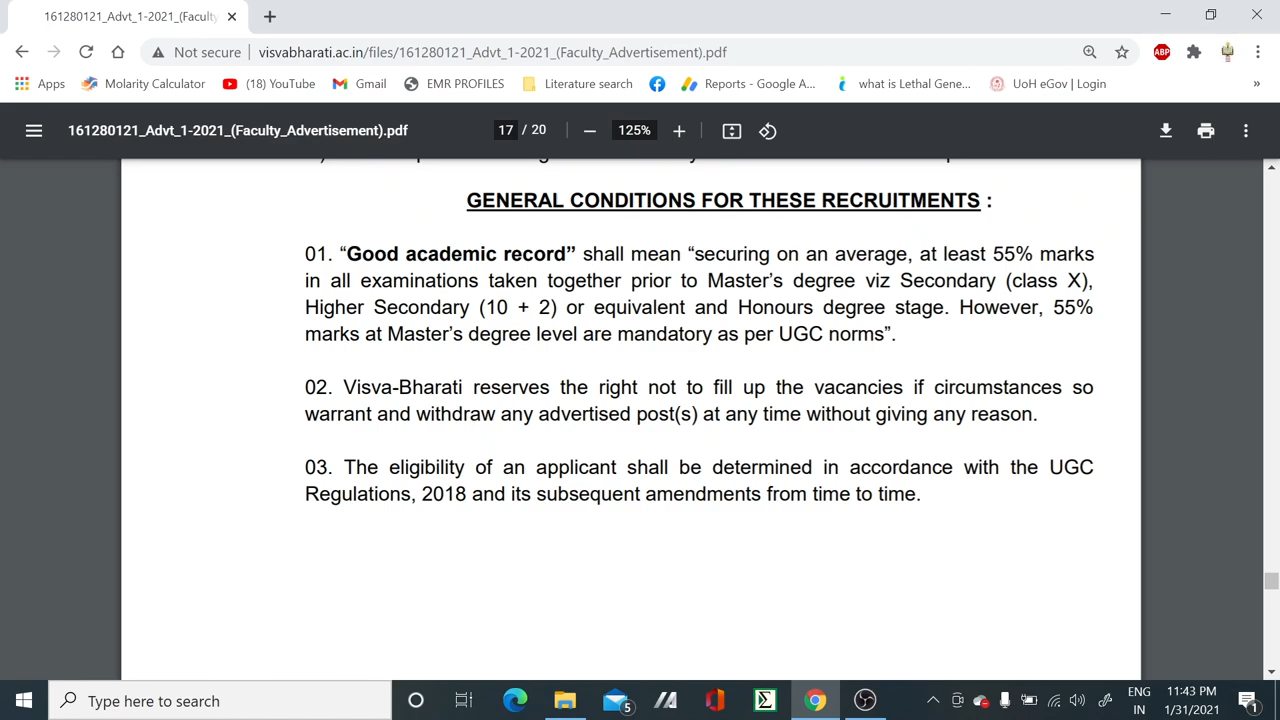 161280121_Advt_1-2021_(Faculty
Not secure visvabharati.ac.in/files/161280121_Advt_1-2021_(Faculty_Advertisement).pdf ABP
Apps Molarity Calculator (18) YouTube Gmail EMR PROFILES Literature search Reports - Google A... what is Lethal Gene... UoH eGov | Login »
161280121_Advt_1-2021_(Faculty_Advertisement).pdf 17 / 20 125%
GENERAL CONDITIONS FOR THESE RECRUITMENTS :
01. “Good academic record” shall mean “securing on an average, at least 55% marks
in all examinations taken together prior to Master’s degree viz Secondary (class X),
Higher Secondary (10 + 2) or equivalent and Honours degree stage. However, 55%
marks at Master’s degree level are mandatory as per UGC norms”.
02. Visva-Bharati reserves the right not to fill up the vacancies if circumstances so
warrant and withdraw any advertised post(s) at any time without giving any reason.
03. The eligibility of an applicant shall be determined in accordance with the UGC
Regulations, 2018 and its subsequent amendments from time to time.
Type here to search 5 ENG IN 11:43 PM 1/31/2021 1